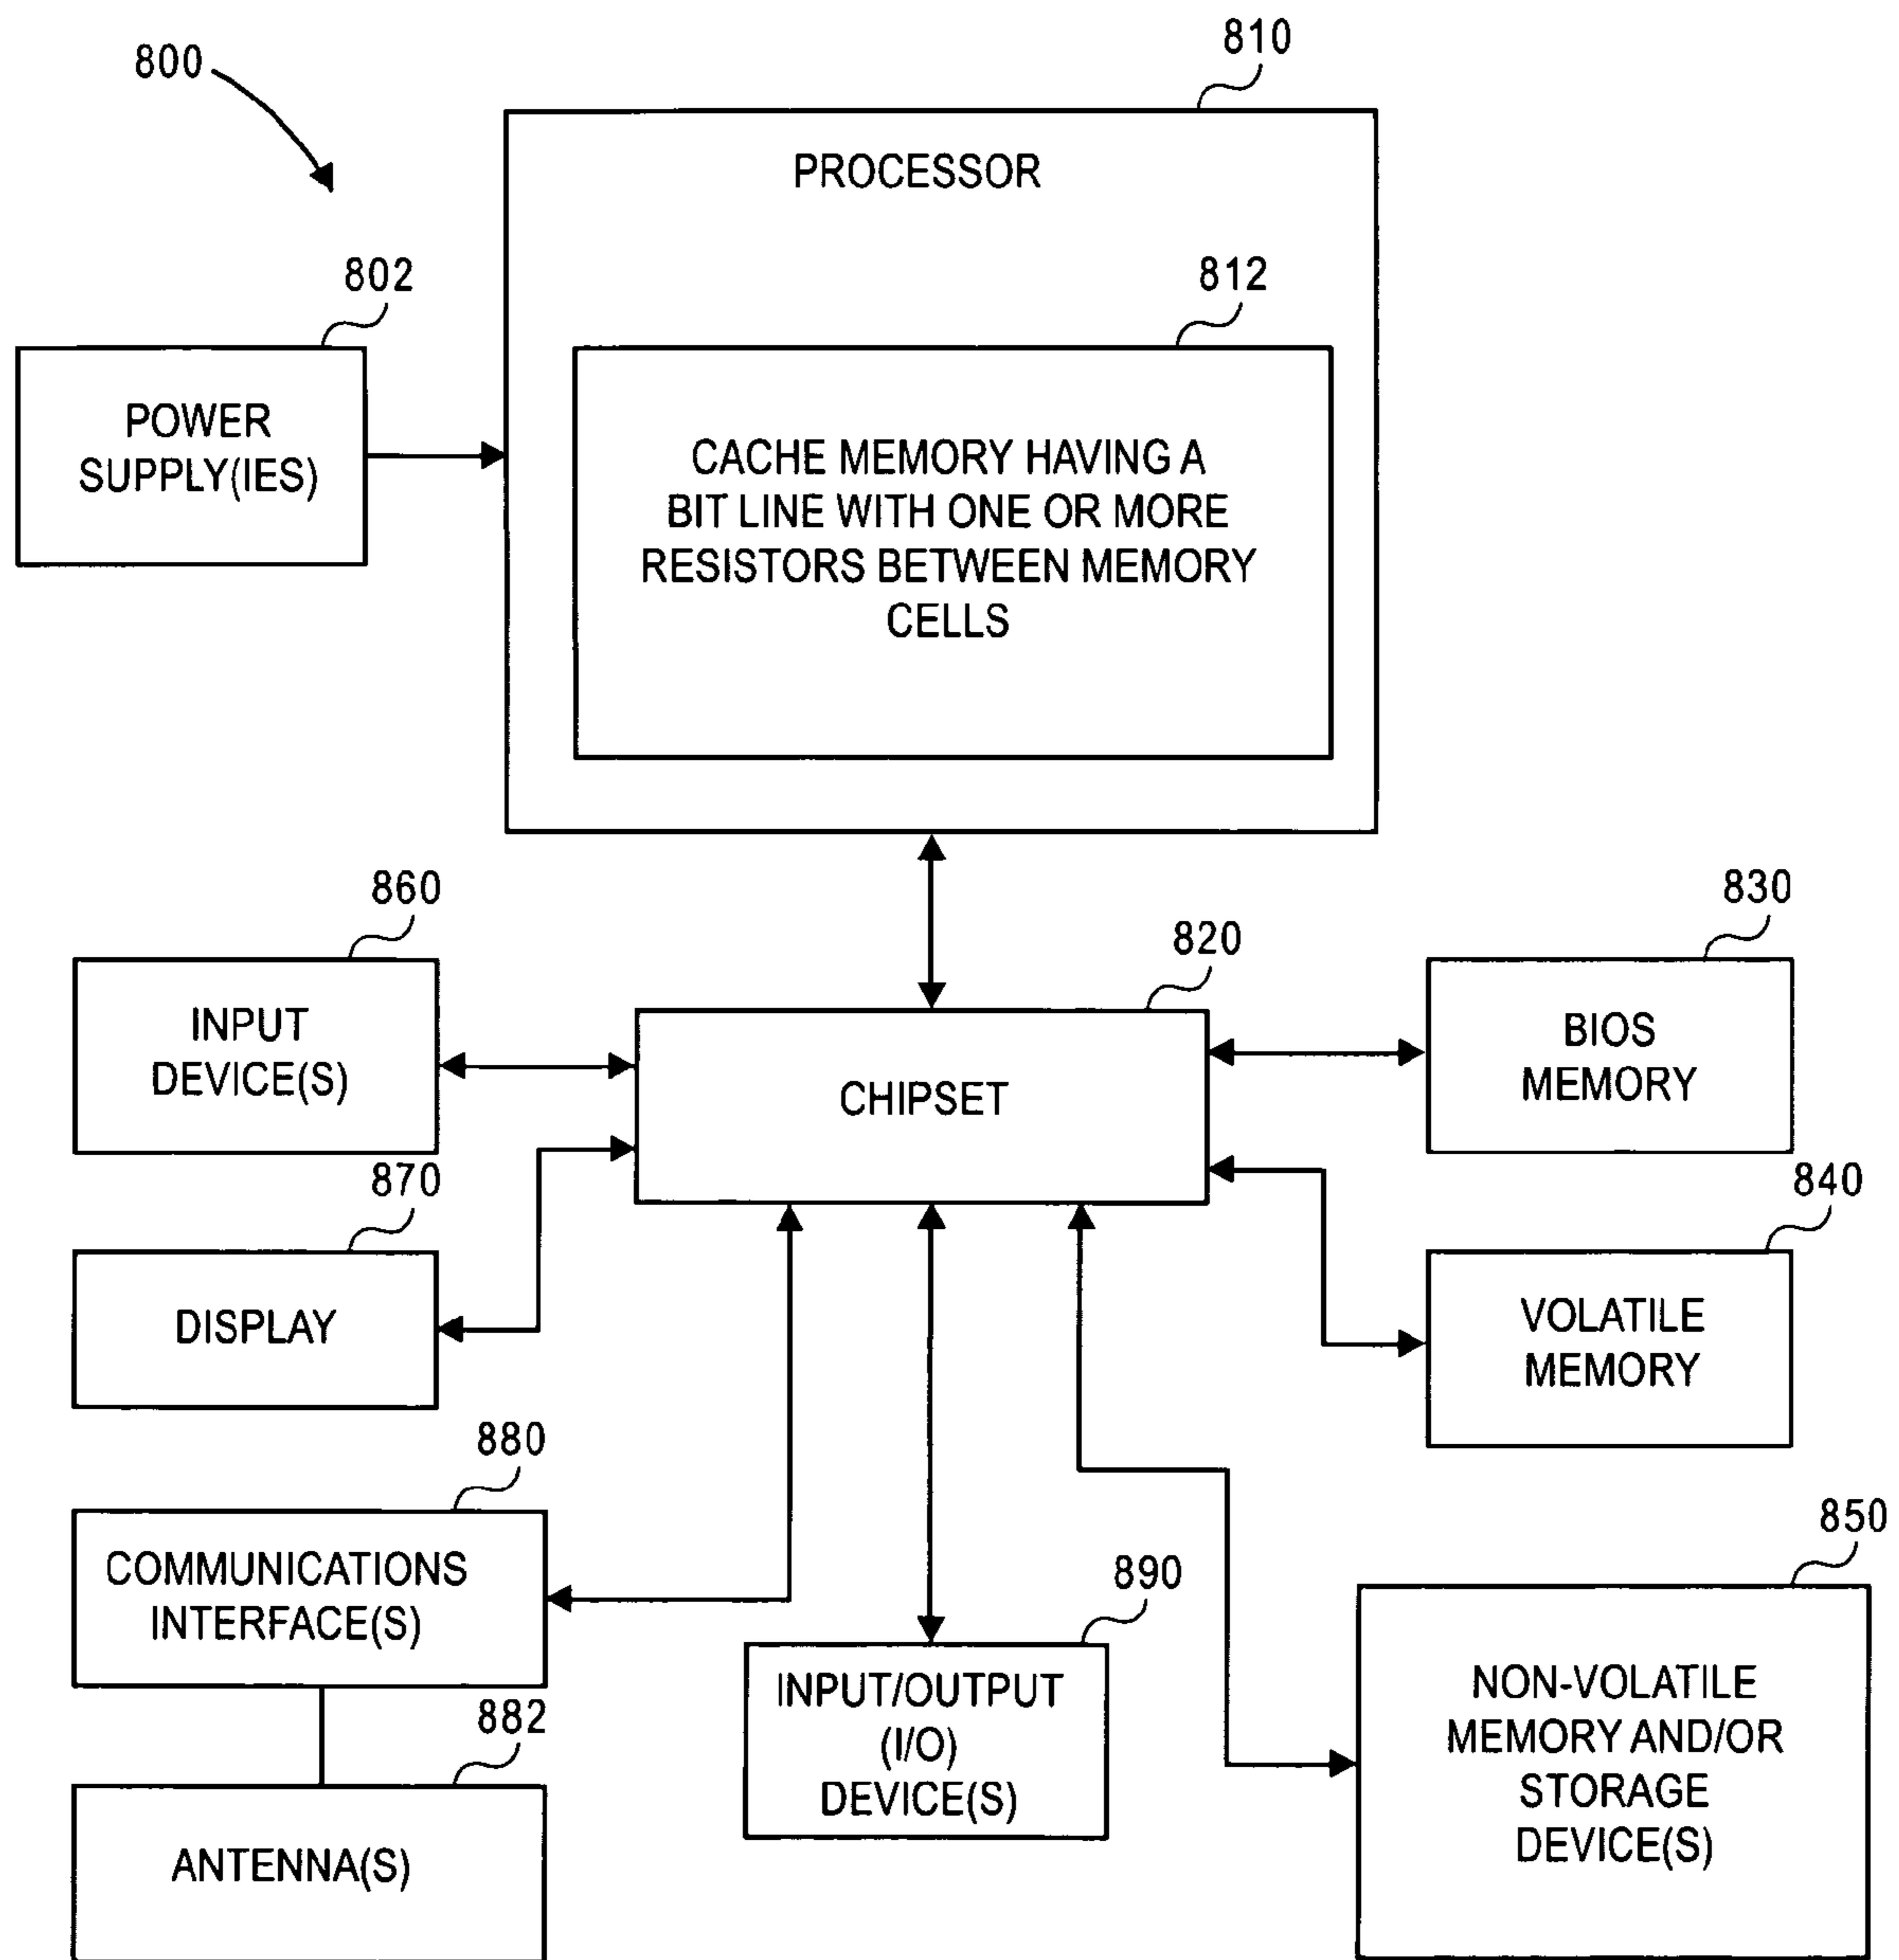 800
810
PROCESSOR
802
POWER
SUPPLY(IES)
812
CACHE MEMORY HAVING A
BIT LINE WITH ONE OR MORE
RESISTORS BETWEEN MEMORY
CELLS
860
INPUT
DEVICE(S)
820
CHIPSET
830
BIOS
MEMORY
870
DISPLAY
840
VOLATILE
MEMORY
880
COMMUNICATIONS
INTERFACE(S)
882
ANTENNA(S)
890
INPUT/OUTPUT
(I/O)
DEVICE(S)
850
NON-VOLATILE
MEMORY AND/OR
STORAGE
DEVICE(S)